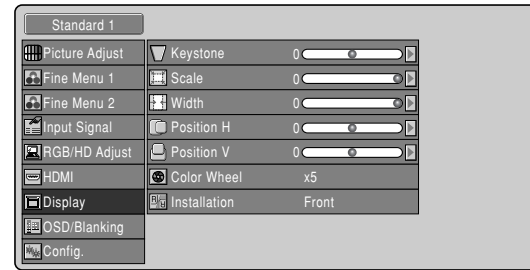 Standard 1
Picture Adjust Keystone 0
Fine Menu 1 Scale 0
Fine Menu 2 Width 0
Input Signal Position H 0
RGB/HD Adjust Position V 0
HDMI Color Wheel x5
Display Installation Front
OSD/Blanking
Config.